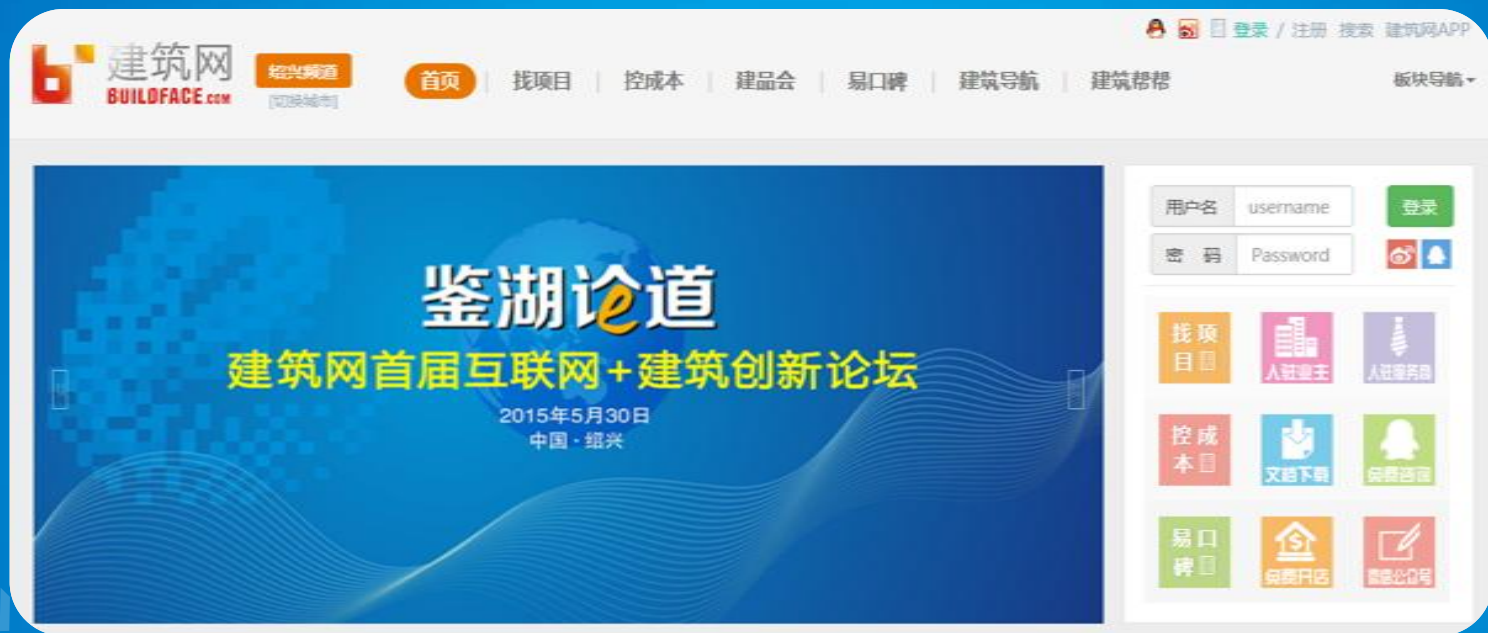 登录 / 注册 搜索 建筑网APP
建筑网
BUILDFACE.COM
绍兴频道
[切换城市]
首页 找项目 控成本 建品会 易口碑 建筑导航 建筑帮帮
板块导航
鉴湖论道
建筑网首届互联网+建筑创新论坛
2015年5月30日
中国·绍兴
用户名 username 登录
密 码 Password
找项目
入驻业主
入驻服务商
控成本
文档下载
免费咨询
易口碑
免费开店
微信公众号